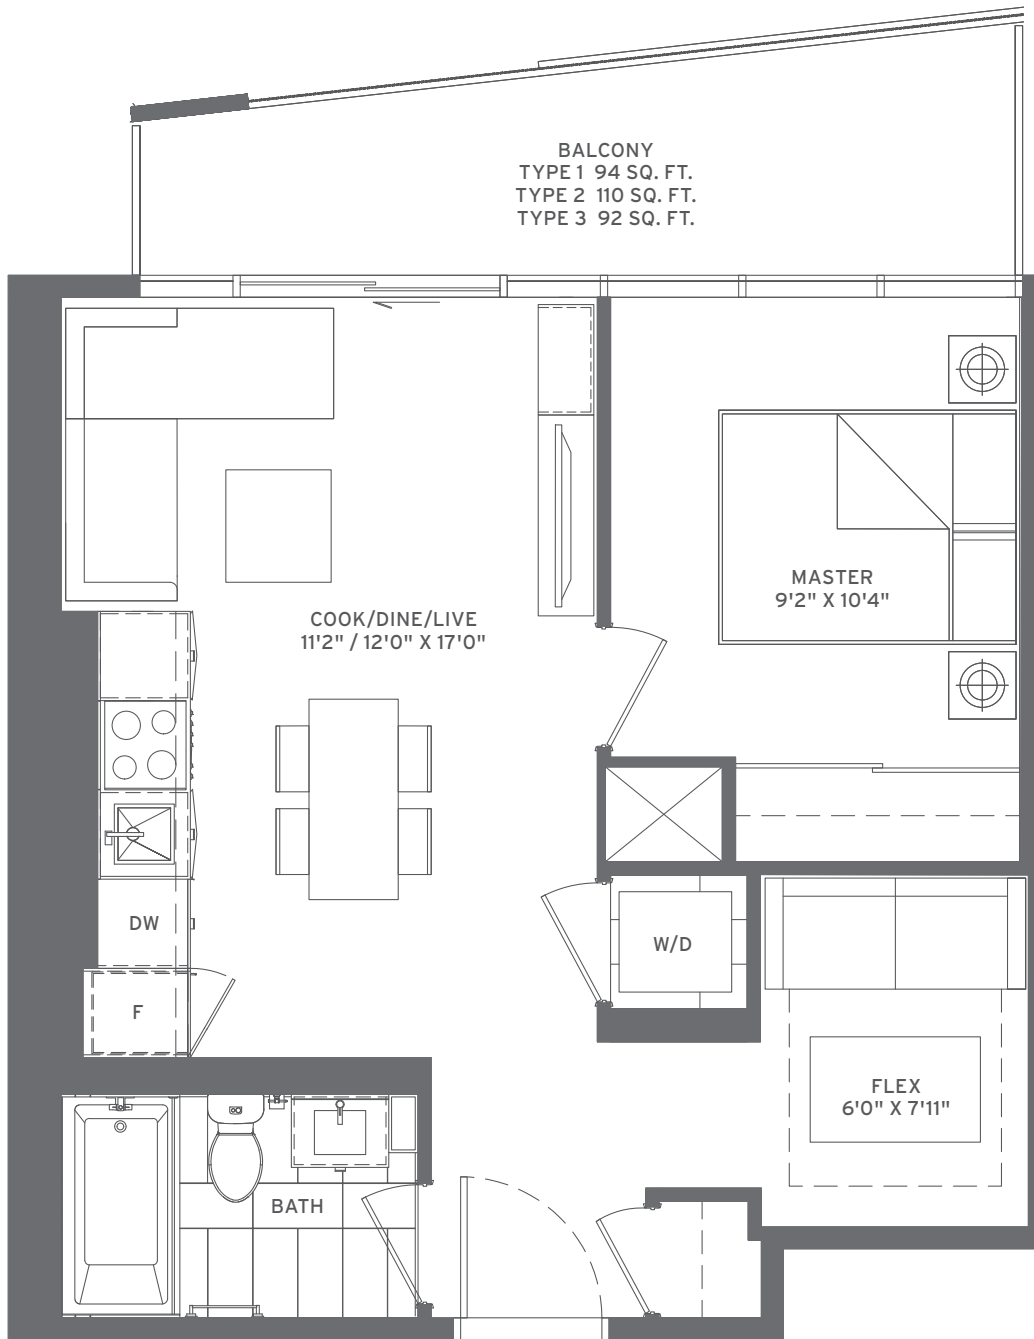 BALCONY
TYPE 1 94 SQ. FT.
TYPE 2 110 SQ. FT.
TYPE 3 92 SQ. FT.
MASTER
9'2" X 10'4"
COOK/DINE/LIVE
11'2" / 12'0" X 17'0"
DW
W/D
F
FLEX
6'0" X 7'11"
BATH